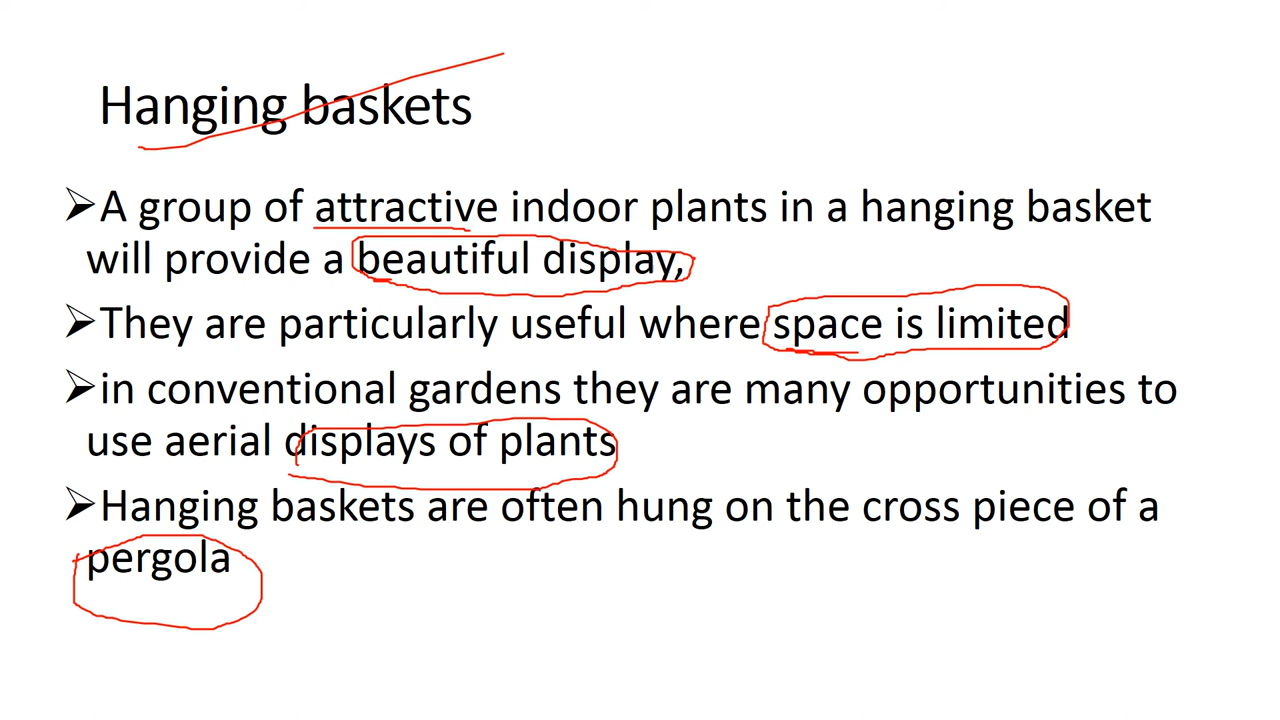 Hanging baskets
➢A group of attractive indoor plants in a hanging basket
will provide a beautiful display,
➢They are particularly useful where space is limited
➢in conventional gardens they are many opportunities to
use aerial displays of plants
➢Hanging baskets are often hung on the cross piece of a
pergola